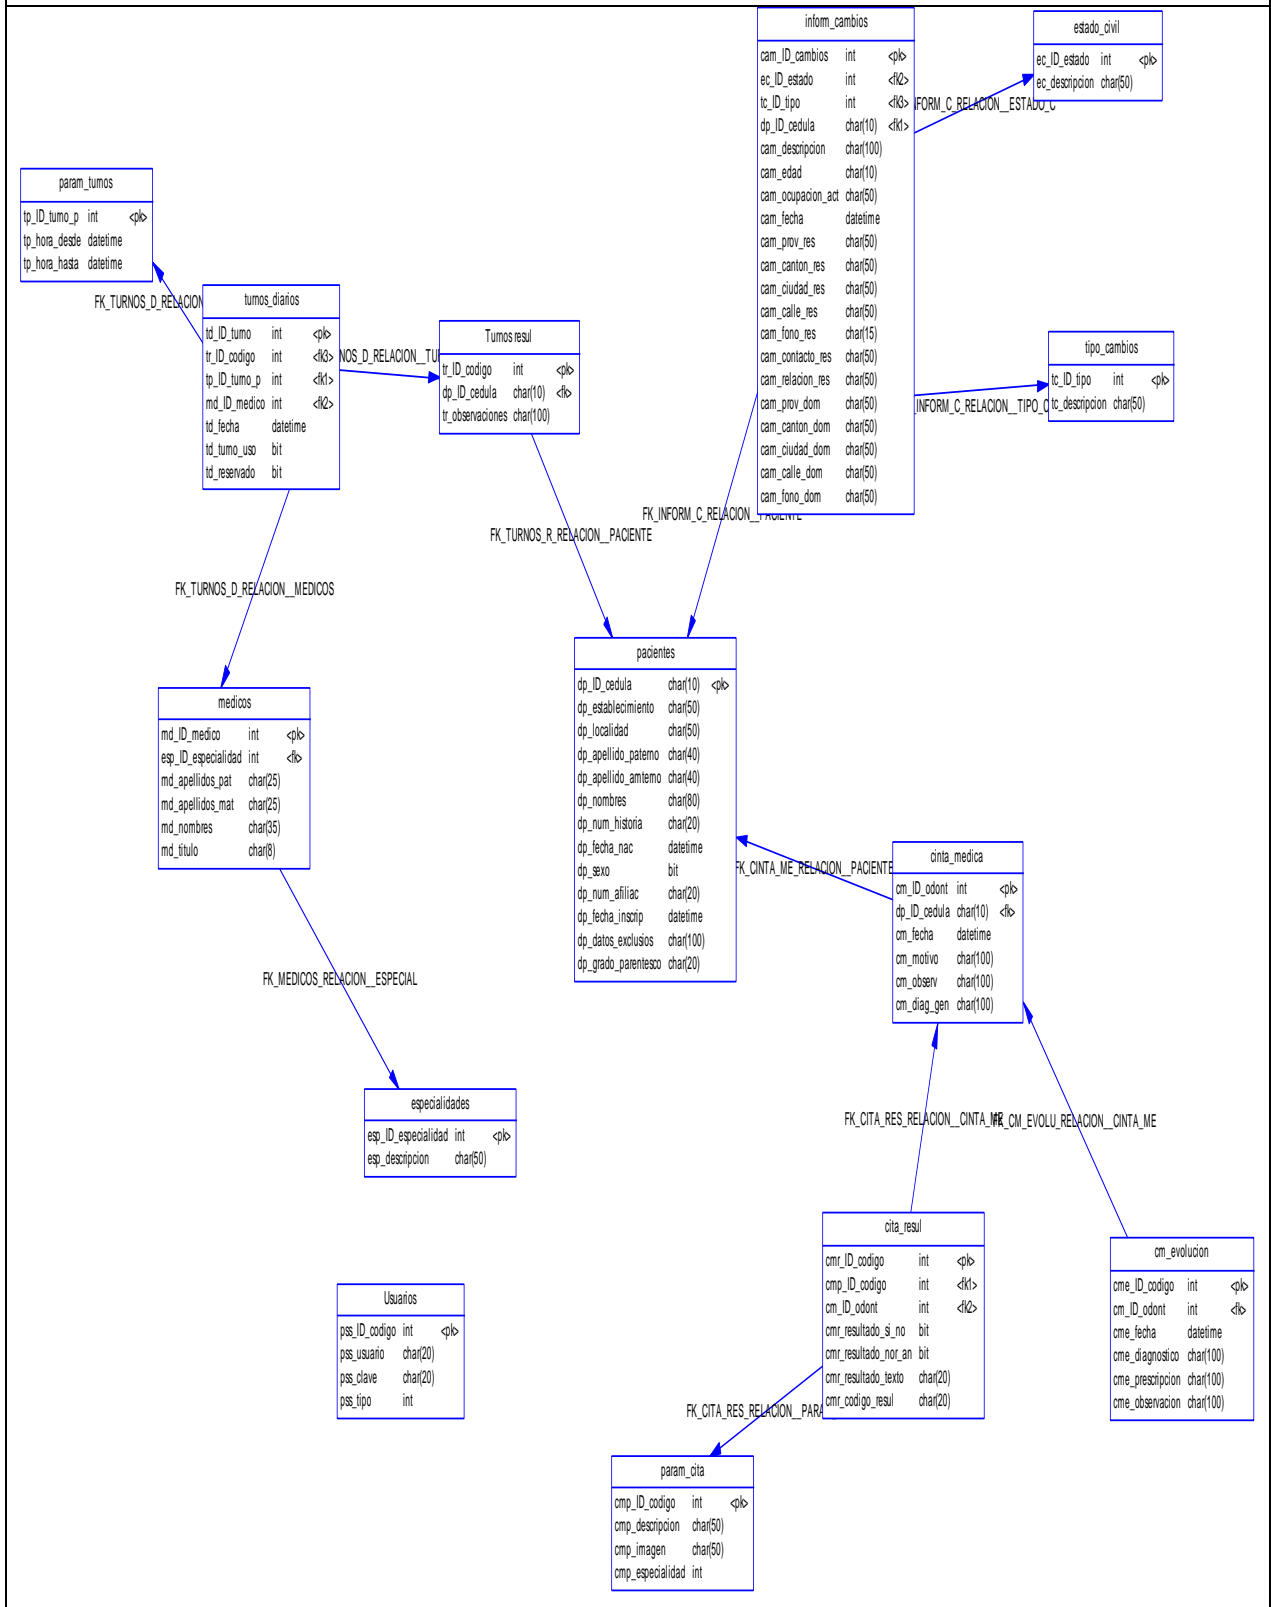 inform_cambios
cam_ID_cambios int <pk>
ec_ID_estado int <fk2>
tc_ID_tipo int <fk3>
dp_ID_cedula char(10) <fk1>
cam_descripcion char(100)
cam_edad char(10)
cam_ocupacion_act char(50)
cam_fecha datetime
cam_prov_res char(50)
cam_canton_res char(50)
cam_ciudad_res char(50)
cam_calle_res char(50)
cam_fono_res char(15)
cam_contacto_res char(50)
cam_relacion_res char(50)
cam_prov_dom char(50)
cam_canton_dom char(50)
cam_ciudad_dom char(50)
cam_calle_dom char(50)
cam_fono_dom char(50)
estado_civil
ec_ID_estado int <pk>
ec_descripcion char(50)
NFORM_C_RELACION__ESTADO_C
param_turnos
tp_ID_turno_p int <pk>
tp_hora_desde datetime
tp_hora_hasta datetime
FK_TURNOS_D_RELACION
turnos_diarios
td_ID_turno int <pk>
tr_ID_codigo int <fk3>
tp_ID_turno_p int <fk1>
md_ID_medico int <fk2>
td_fecha datetime
td_turno_uso bit
td_reservado bit
NOS_D_RELACION__TU
Turnos resul
tr_ID_codigo int <pk>
dp_ID_cedula char(10) <fk>
tr_observaciones char(100)
tipo_cambios
tc_ID_tipo int <pk>
tc_descripcion char(50)
_INFORM_C_RELACION__TIPO_C
FK_INFORM_C_RELACION__PACIENTE
FK_TURNOS_R_RELACION__PACIENTE
FK_TURNOS_D_RELACION__MEDICOS
pacientes
dp_ID_cedula char(10) <pk>
dp_establecimiento char(50)
dp_localidad char(50)
dp_apellido_paterno char(40)
dp_apellido_amterno char(40)
dp_nombres char(80)
dp_num_historia char(20)
dp_fecha_nac datetime
dp_sexo bit
dp_num_afiliac char(20)
dp_fecha_inscrip datetime
dp_datos_exclusios char(100)
dp_grado_parentesco char(20)
medicos
md_ID_medico int <pk>
esp_ID_especialidad int <fk>
md_apellidos_pat char(25)
md_apellidos_mat char(25)
md_nombres char(35)
md_titulo char(8)
FK_CINTA_ME_RELACION__PACIENTE
cinta_medica
cm_ID_odont int <pk>
dp_ID_cedula char(10) <fk>
cm_fecha datetime
cm_motivo char(100)
cm_observ char(100)
cm_diag_gen char(100)
FK_MEDICOS_RELACION__ESPECIAL
especialidades
esp_ID_especialidad int <pk>
esp_descripcion char(50)
FK_CITA_RES_RELACION__CINTA_ME
FK_CM_EVOLU_RELACION__CINTA_ME
cita_resul
cmr_ID_codigo int <pk>
cmp_ID_codigo int <fk1>
cm_ID_odont int <fk2>
cmr_resultado_si_no bit
cmr_resultado_nor_an bit
cmr_resultado_texto char(20)
cmr_codigo_resul char(20)
cm_evolucion
cme_ID_codigo int <pk>
cm_ID_odont int <fk>
cme_fecha datetime
cme_diagnostico char(100)
cme_prescripcion char(100)
cme_observacion char(100)
Usuarios
pss_ID_codigo int <pk>
pss_usuario char(20)
pss_clave char(20)
pss_tipo int
FK_CITA_RES_RELACION__PARA
param_cita
cmp_ID_codigo int <pk>
cmp_descripcion char(50)
cmp_imagen char(50)
cmp_especialidad int